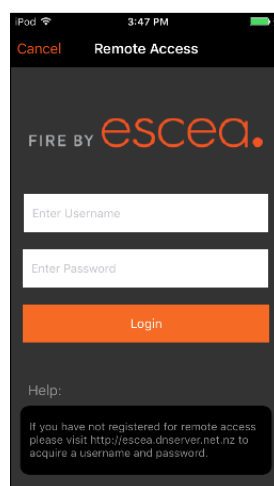 iPod 3:47 PM
Cancel Remote Access
FIRE BY escea.
Enter Username
Enter Password
Login
Help:
If you have not registered for remote access
please visit http://escea.dnserver.net.nz to
acquire a username and password.